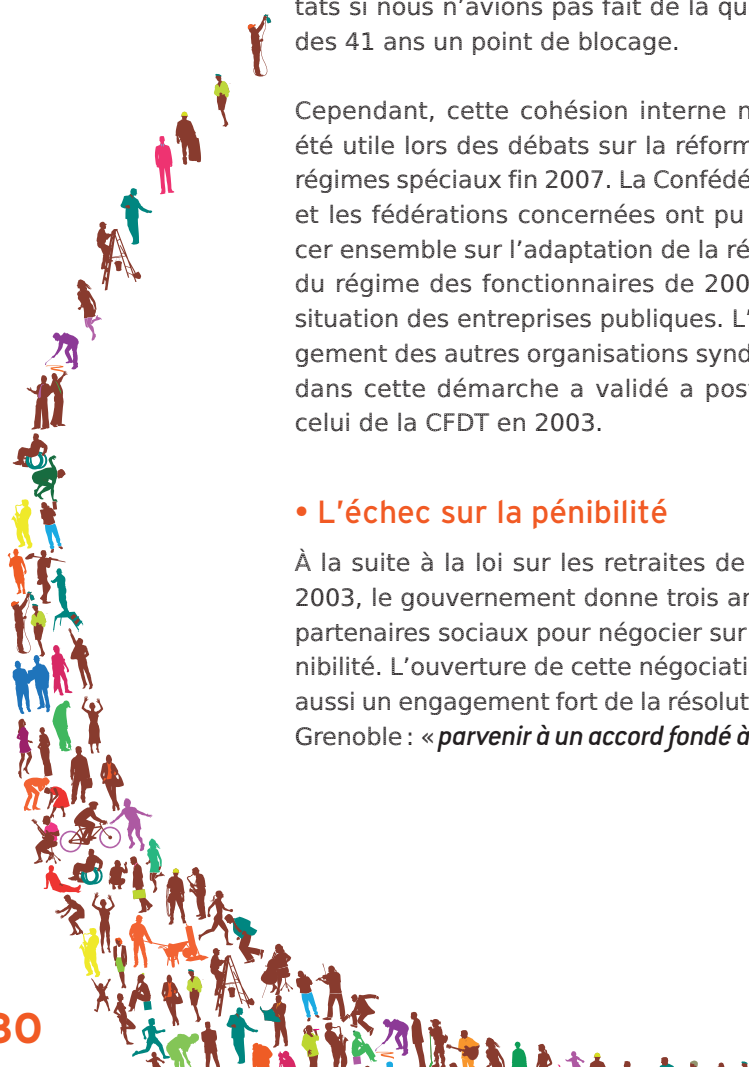 tats si nous n'avions pas fait de la qu
des 41 ans un point de blocage.
Cependant, cette cohésion interne n
été utile lors des débats sur la réform
régimes spéciaux fin 2007. La Confédé
et les fédérations concernées ont pu
cer ensemble sur l'adaptation de la ré
du régime des fonctionnaires de 200
situation des entreprises publiques. L'
gement des autres organisations synd
dans cette démarche a validé a post
celui de la CFDT en 2003.
• L'échec sur la pénibilité
À la suite à la loi sur les retraites de
2003, le gouvernement donne trois an
partenaires sociaux pour négocier sur
nibilité. L'ouverture de cette négociati
aussi un engagement fort de la résolut
Grenoble : « parvenir à un accord fondé à
30